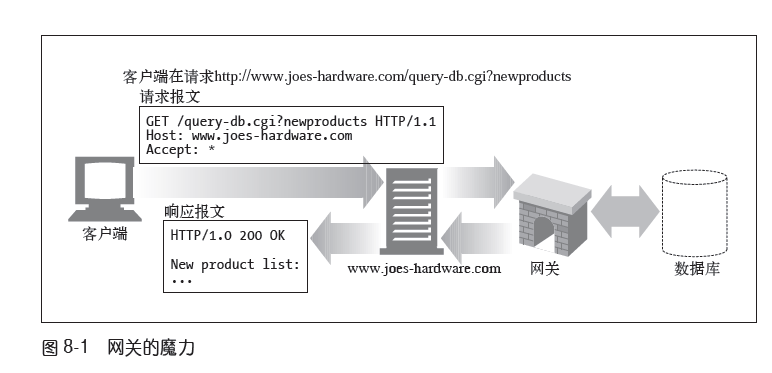 客户端在请求http://www.joes-hardware.com/query-db.cgi?newproducts
请求报文
GET /query-db.cgi?newproducts HTTP/1.1
Host: www.joes-hardware.com
Accept: *
客户端
响应报文
HTTP/1.0 200 OK
New product list:
...
www.joes-hardware.com
网关
数据库
图 8-1 网关的魔力